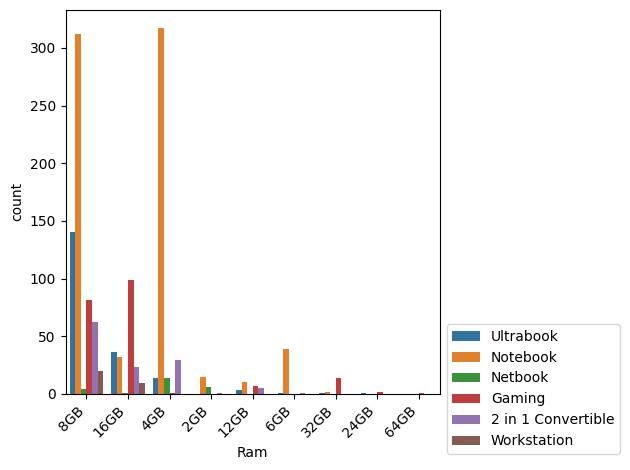 300
250
200
150
100
50
0
count
8GB
16GB
4GB
2GB
12GB
6GB
32GB
24GB
64GB
Ram
Ultrabook
Notebook
Netbook
Gaming
2 in 1 Convertible
Workstation